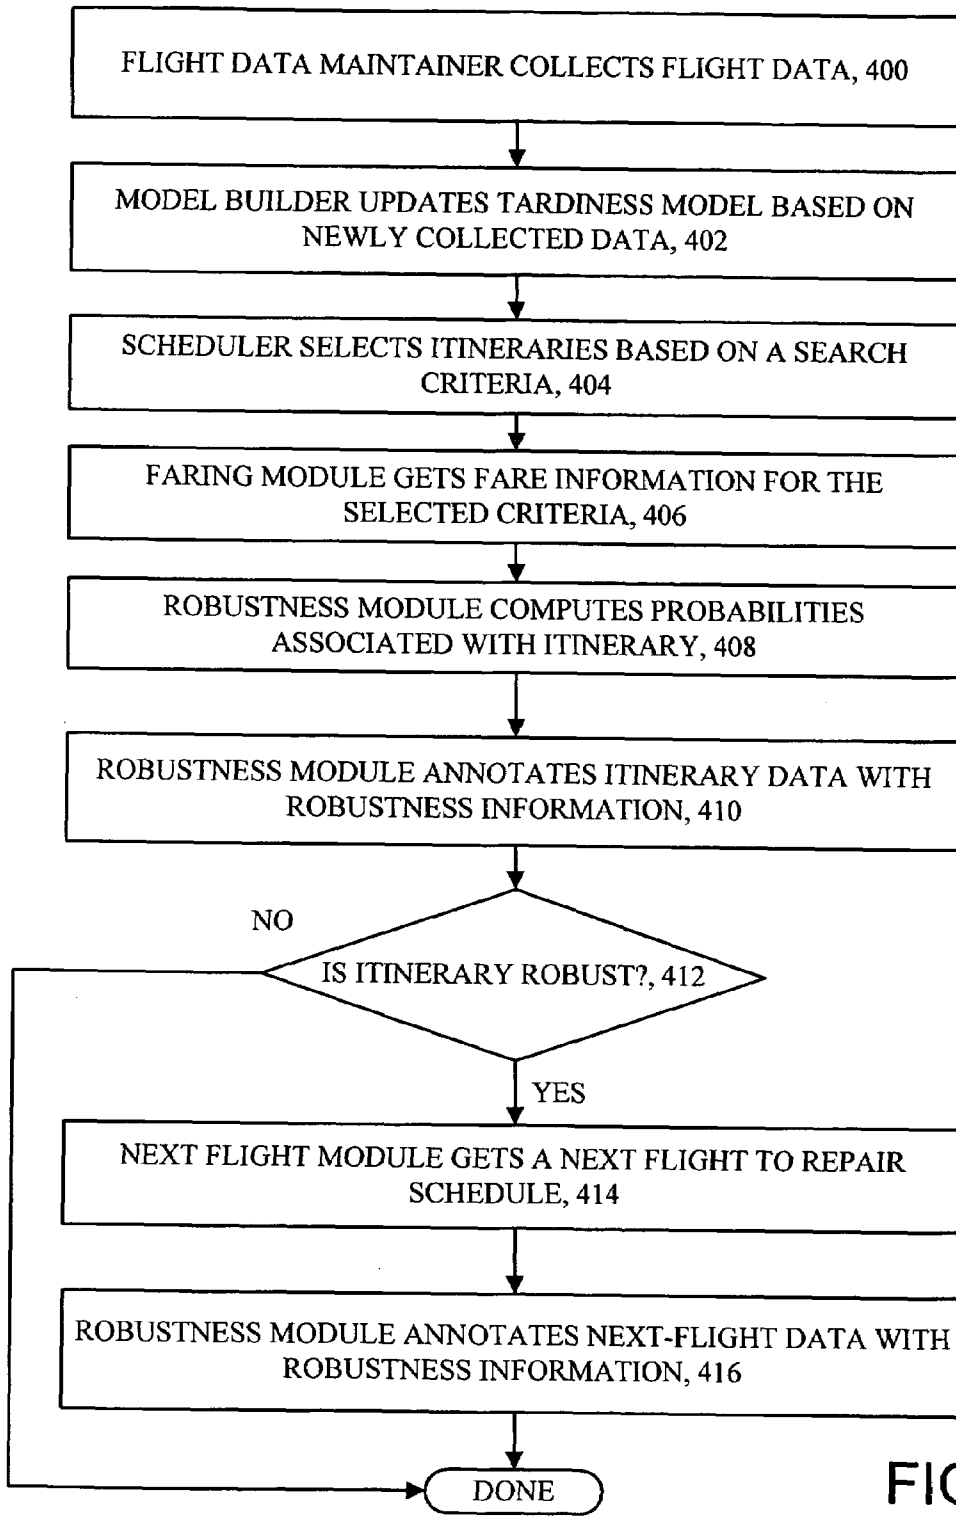 FLIGHT DATA MAINTAINER COLLECTS FLIGHT DATA, 400
MODEL BUILDER UPDATES TARDINESS MODEL BASED ON
NEWLY COLLECTED DATA, 402
SCHEDULER SELECTS ITINERARIES BASED ON A SEARCH
CRITERIA, 404
FARING MODULE GETS FARE INFORMATION FOR THE
SELECTED CRITERIA, 406
ROBUSTNESS MODULE COMPUTES PROBABILITIES
ASSOCIATED WITH ITINERARY, 408
ROBUSTNESS MODULE ANNOTATES ITINERARY DATA WITH
ROBUSTNESS INFORMATION, 410
NO
IS ITINERARY ROBUST?, 412
YES
NEXT FLIGHT MODULE GETS A NEXT FLIGHT TO REPAIR
SCHEDULE, 414
ROBUSTNESS MODULE ANNOTATES NEXT-FLIGHT DATA WITH
ROBUSTNESS INFORMATION, 416
DONE